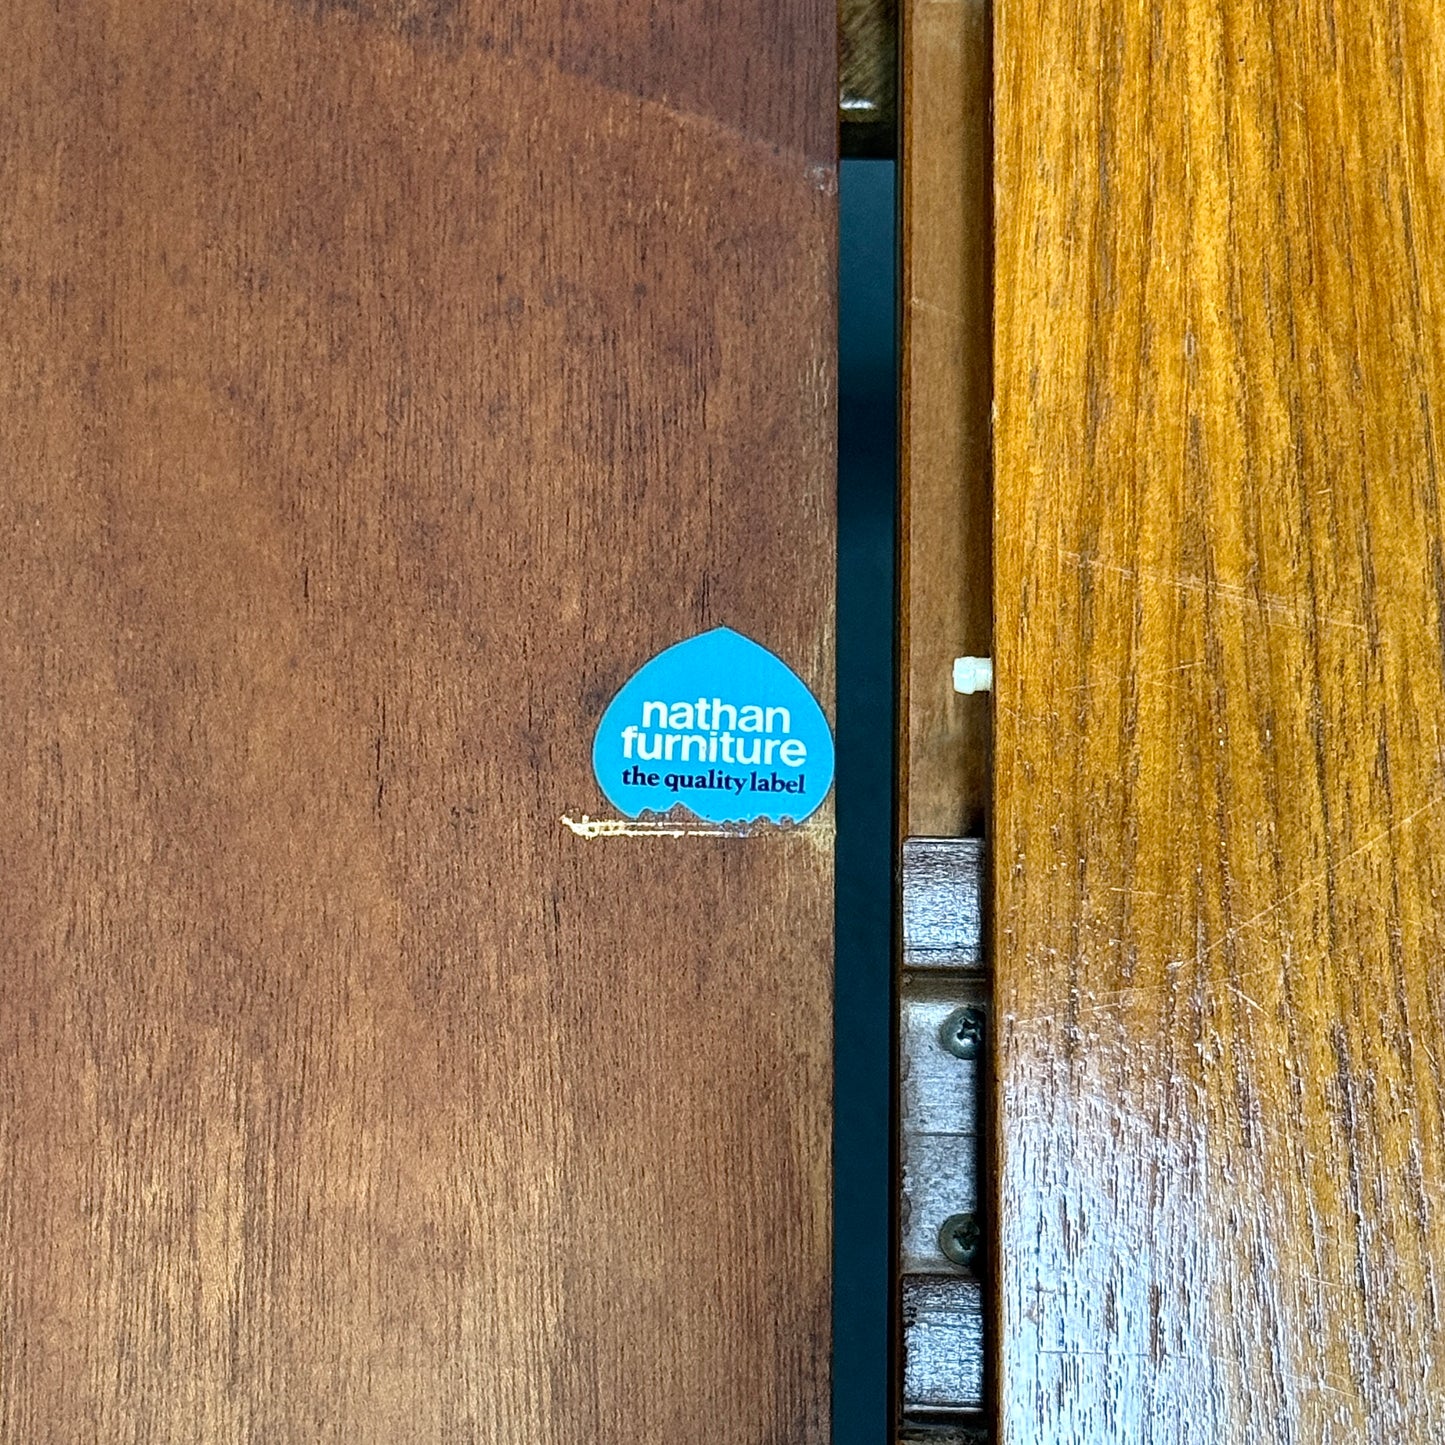 nathan
furniture
the quality label